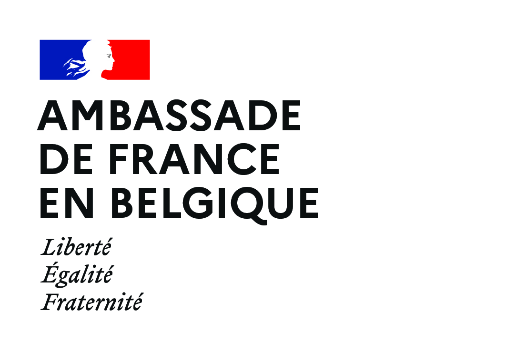 AMBASSADE
DE FRANCE
EN BELGIQUE
Liberté
Égalité
Fraternité